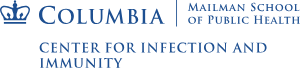 COLUMBIA
MAILMAN SCHOOL
OF PUBLIC HEALTH
CENTER FOR INFECTION AND
IMMUNITY